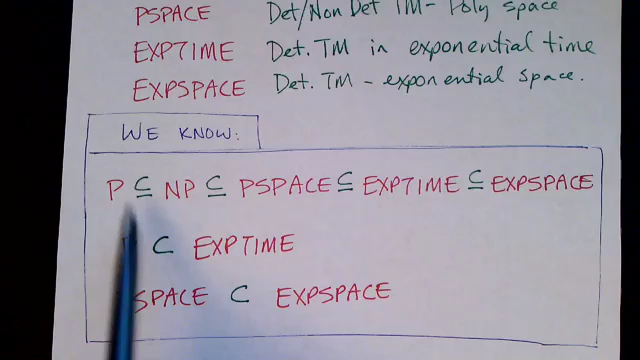 PSPACE Det/Non Det TM - Poly space
EXPTIME Det. TM in exponential time
EXPSPACE Det. TM - exponential space.
WE KNOW:
P ⊆ NP ⊆ PSPACE ⊆ EXPTIME ⊆ EXPSPACE
⊂ EXPTIME
SPACE ⊂ EXPSPACE